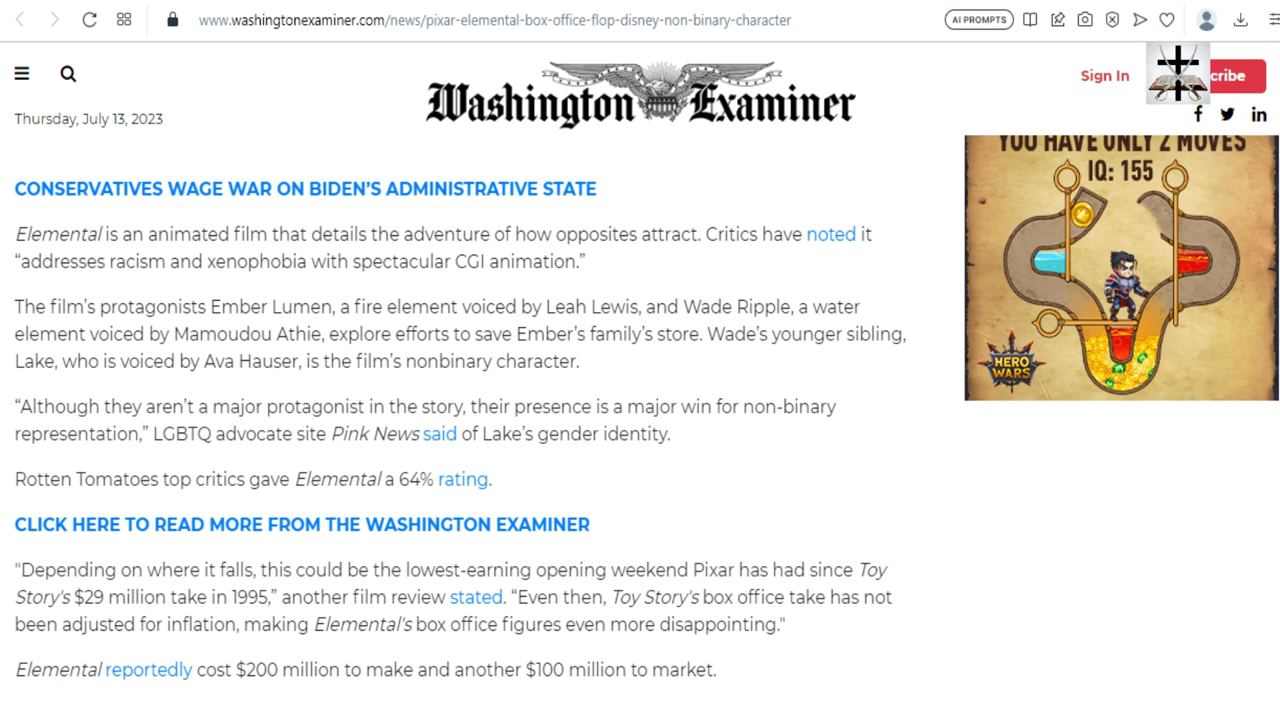 www.washingtonexaminer.com/news/pixar-elemental-box-office-flop-disney-non-binary-character
AI PROMPTS
Washington Examiner
Sign In
cribe
Thursday, July 13, 2023
CONSERVATIVES WAGE WAR ON BIDEN’S ADMINISTRATIVE STATE
Elemental is an animated film that details the adventure of how opposites attract. Critics have noted it
“addresses racism and xenophobia with spectacular CGI animation.”
The film’s protagonists Ember Lumen, a fire element voiced by Leah Lewis, and Wade Ripple, a water
element voiced by Mamoudou Athie, explore efforts to save Ember’s family’s store. Wade’s younger sibling,
Lake, who is voiced by Ava Hauser, is the film’s nonbinary character.
“Although they aren’t a major protagonist in the story, their presence is a major win for non-binary
representation,” LGBTQ advocate site Pink News said of Lake’s gender identity.
Rotten Tomatoes top critics gave Elemental a 64% rating.
CLICK HERE TO READ MORE FROM THE WASHINGTON EXAMINER
"Depending on where it falls, this could be the lowest-earning opening weekend Pixar has had since Toy
Story's $29 million take in 1995,” another film review stated. “Even then, Toy Story’s box office take has not
been adjusted for inflation, making Elemental's box office figures even more disappointing."
Elemental reportedly cost $200 million to make and another $100 million to market.
YOU HAVE ONLY 2 MOVES
IQ: 155
HERO
WARS